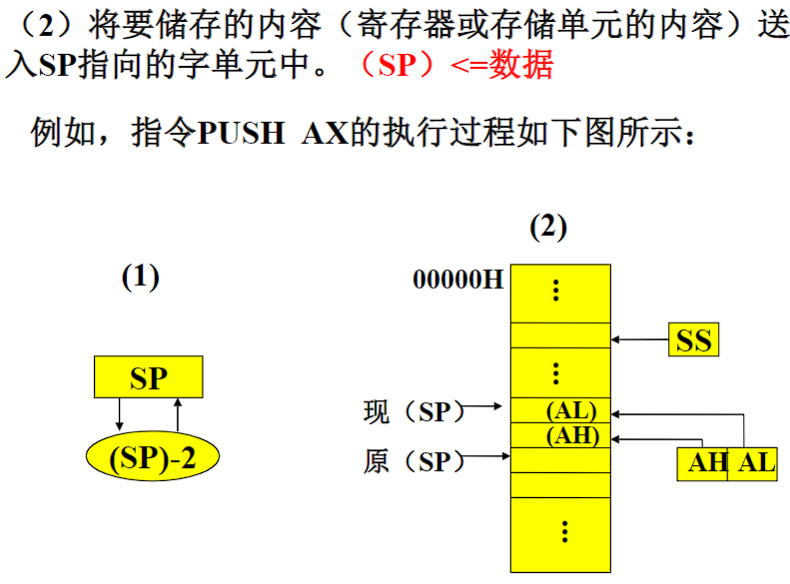 （2）将要储存的内容（寄存器或存储单元的内容）送
入SP指向的字单元中。（SP）<=数据
例如，指令PUSH AX的执行过程如下图所示：
(2)
(1)
00000H
⋮
SS
SP
⋮
现（SP）
(AL)
(AH)
(SP)-2
原（SP）
AH AL
⋮